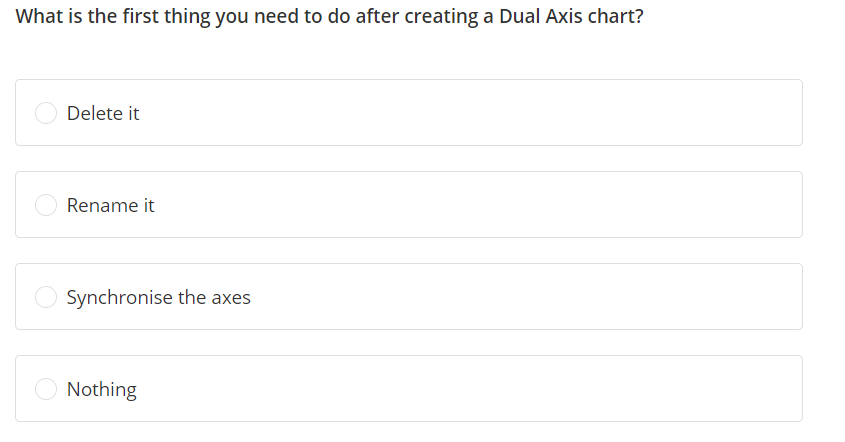 What is the first thing you need to do after creating a Dual Axis chart?
Delete it
Rename it
Synchronise the axes
Nothing